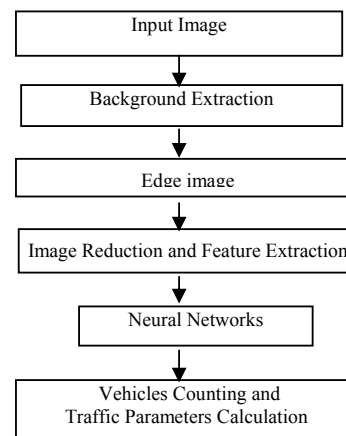 Input Image
Background Extraction
Edge image
Image Reduction and Feature Extraction
Neural Networks
Vehicles Counting and
Traffic Parameters Calculation